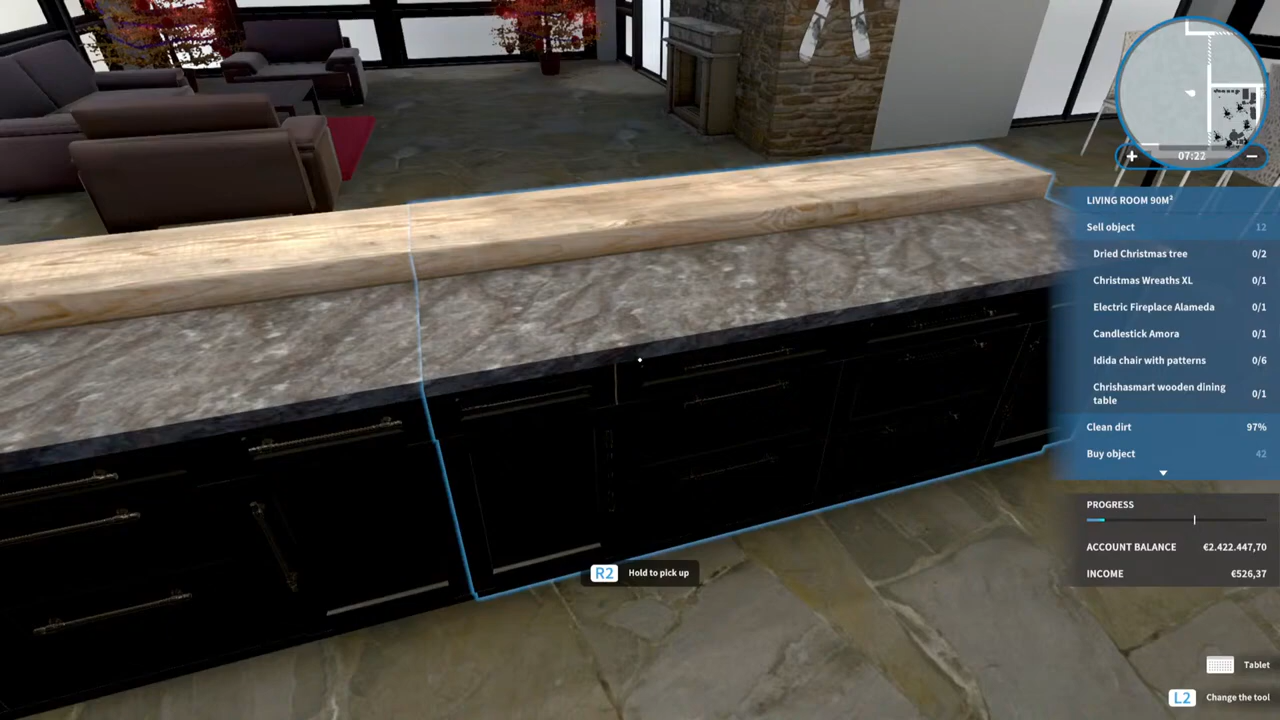 07:22
LIVING ROOM 90M²
Sell object 12
Dried Christmas tree 0/2
Christmas Wreaths XL 0/1
Electric Fireplace Alameda 0/1
Candlestick Amora 0/1
Idida chair with patterns 0/6
Chrishasmart wooden dining
table 0/1
Clean dirt 97%
Buy object 42
PROGRESS
ACCOUNT BALANCE €2.422.447,70
INCOME €526,37
R2 Hold to pick up
Tablet
L2 Change the tool